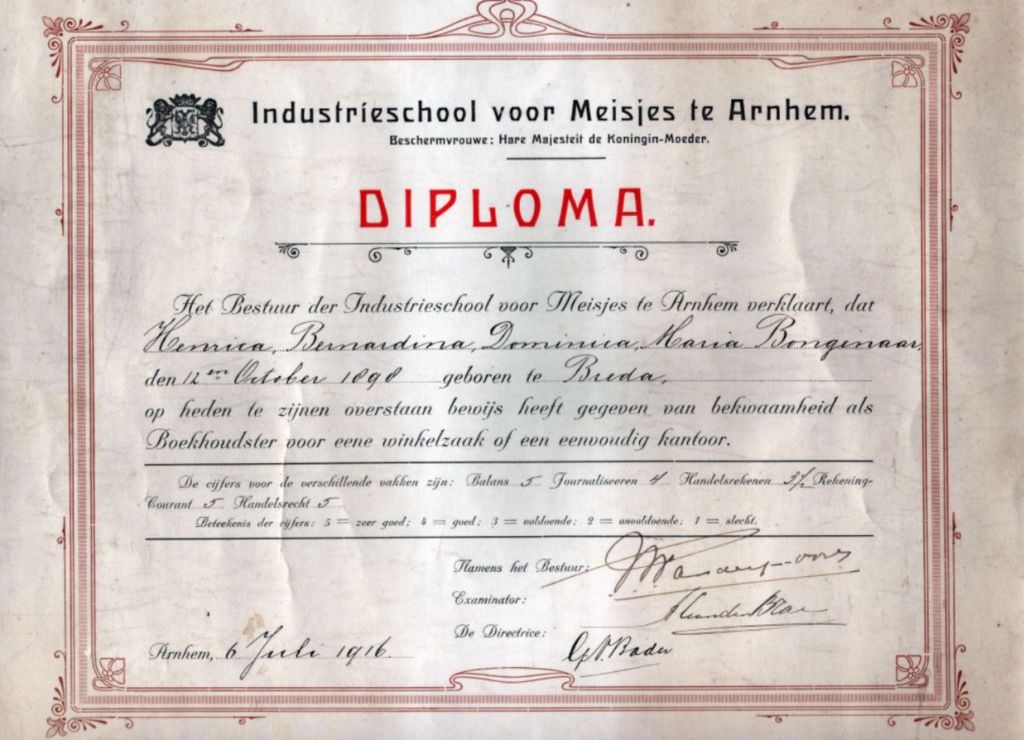 Industrieschool voor Meisjes te Arnhem.
Beschermvrouwe: Hare Majesteit de Koningin-Moeder.
DIPLOMA.
Het Bestuur der Industrieschool voor Meisjes te Arnhem verklaart, dat
Henrica, Bernardina, Dominica, Maria Bongenaar,
den 12en October 1898 geboren te Breda,
op heden te zijnen overstaan bewijs heeft gegeven van bekwaamheid als
Boekhoudster voor eene winkelzaak of een eenvoudig kantoor.
De cijfers voor de verschillende vakken zijn: Balans 5 Journaliseeren 4 Handelsrekenen 3½ Rekening-
Courant 5 Handelsrecht 5
Beteekenis der cijfers: 5 = zeer goed; 4 = goed; 3 = voldoende; 2 = onvoldoende; 1 = slecht.
Namens het Bestuur:
Examinator:
De Directrice:
Arnhem, 6 Juli 1916.